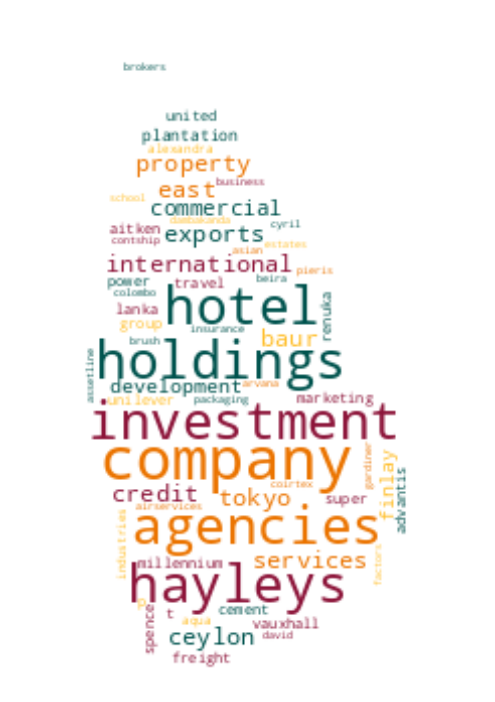 brokers
united
plantation
alexandra
property
business
east
school
commercial
dambakanda
cyril
aitken
exports
contship
estates
asian
international
pieris
power
travel
beira
colombo
hotel
renuka
lanka
group
insurance
baur
brush
holdings
assetline
development
arvana
unilever
packaging
marketing
investment
company
gardiner
finlay
advantis
credit
coirtex
tokyo
super
airservices
agencies
industries
services
factors
millennium
hayleys
p
spence
t
cement
aqua
vauxhall
ceylon
david
freight